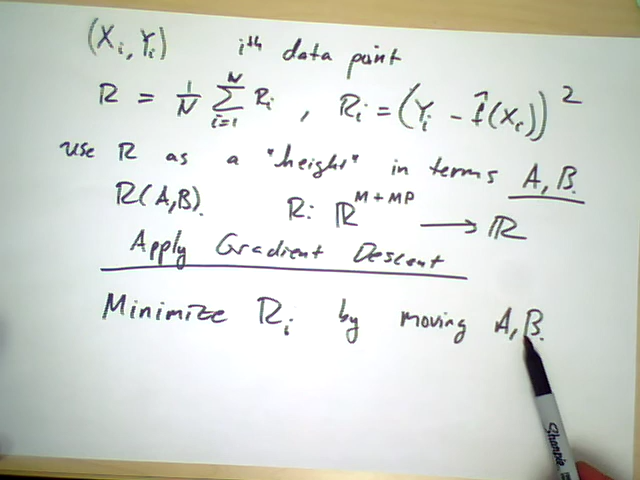 (Xi, Yi) ith data point
R = 1/N Σ_{i=1}^{N} Ri , Ri = (Yi - f̂(Xi))^2
use R as a "height" in terms A, B.
R(A,B). R: ℝ^{M+MP} → ℝ
Apply Gradient Descent
Minimize Ri by moving A, B.
Sharpie